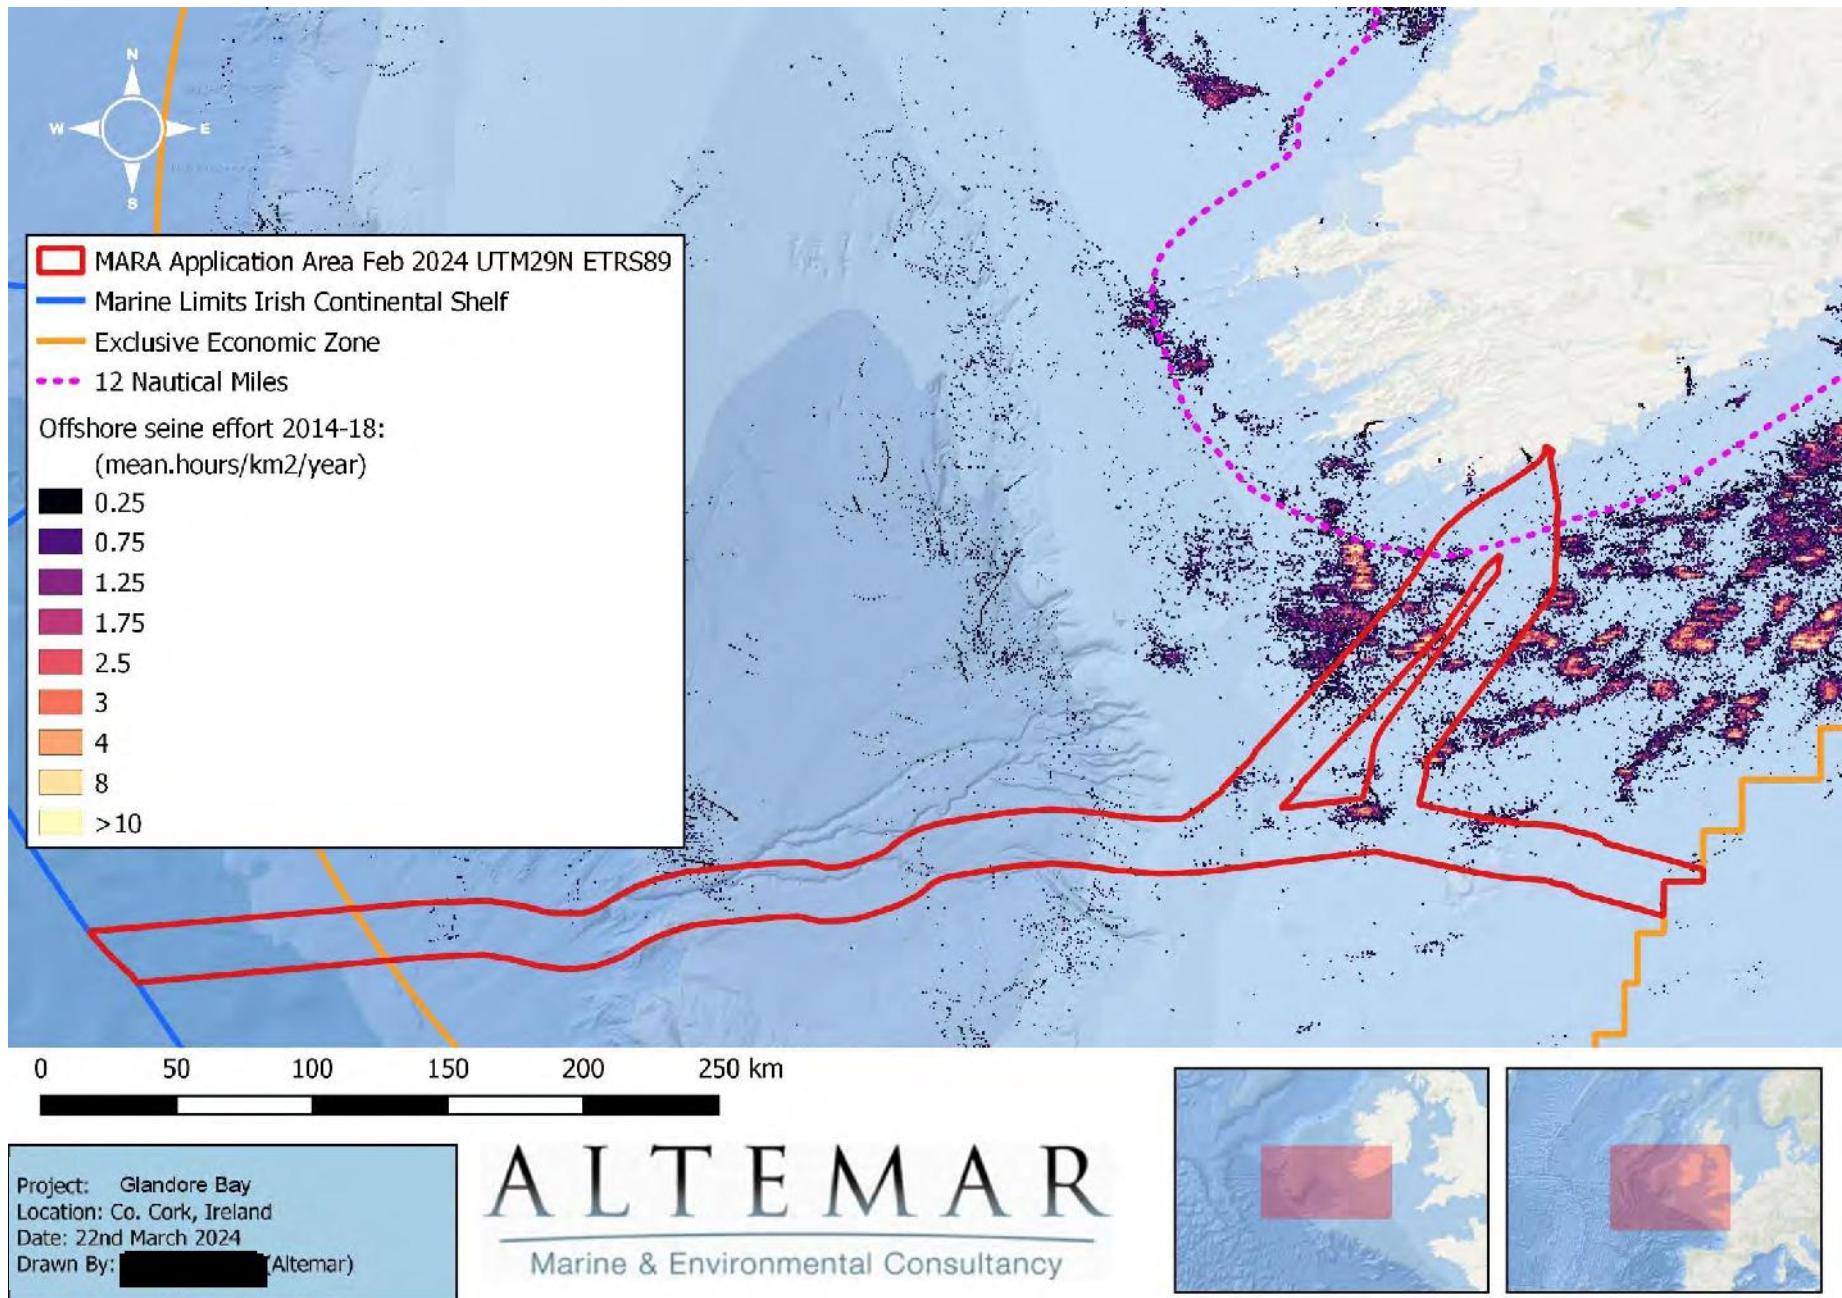 N
W E
S
MARA Application Area Feb 2024 UTM29N ETRS89
Marine Limits Irish Continental Shelf
Exclusive Economic Zone
12 Nautical Miles
Offshore seine effort 2014-18:
(mean.hours/km2/year)
0.25
0.75
1.25
1.75
2.5
3
4
8
>10
0 50 100 150 200 250 km
Project: Glandore Bay
Location: Co. Cork, Ireland
Date: 22nd March 2024
Drawn By: (Altemar)
ALTEMAR
Marine & Environmental Consultancy